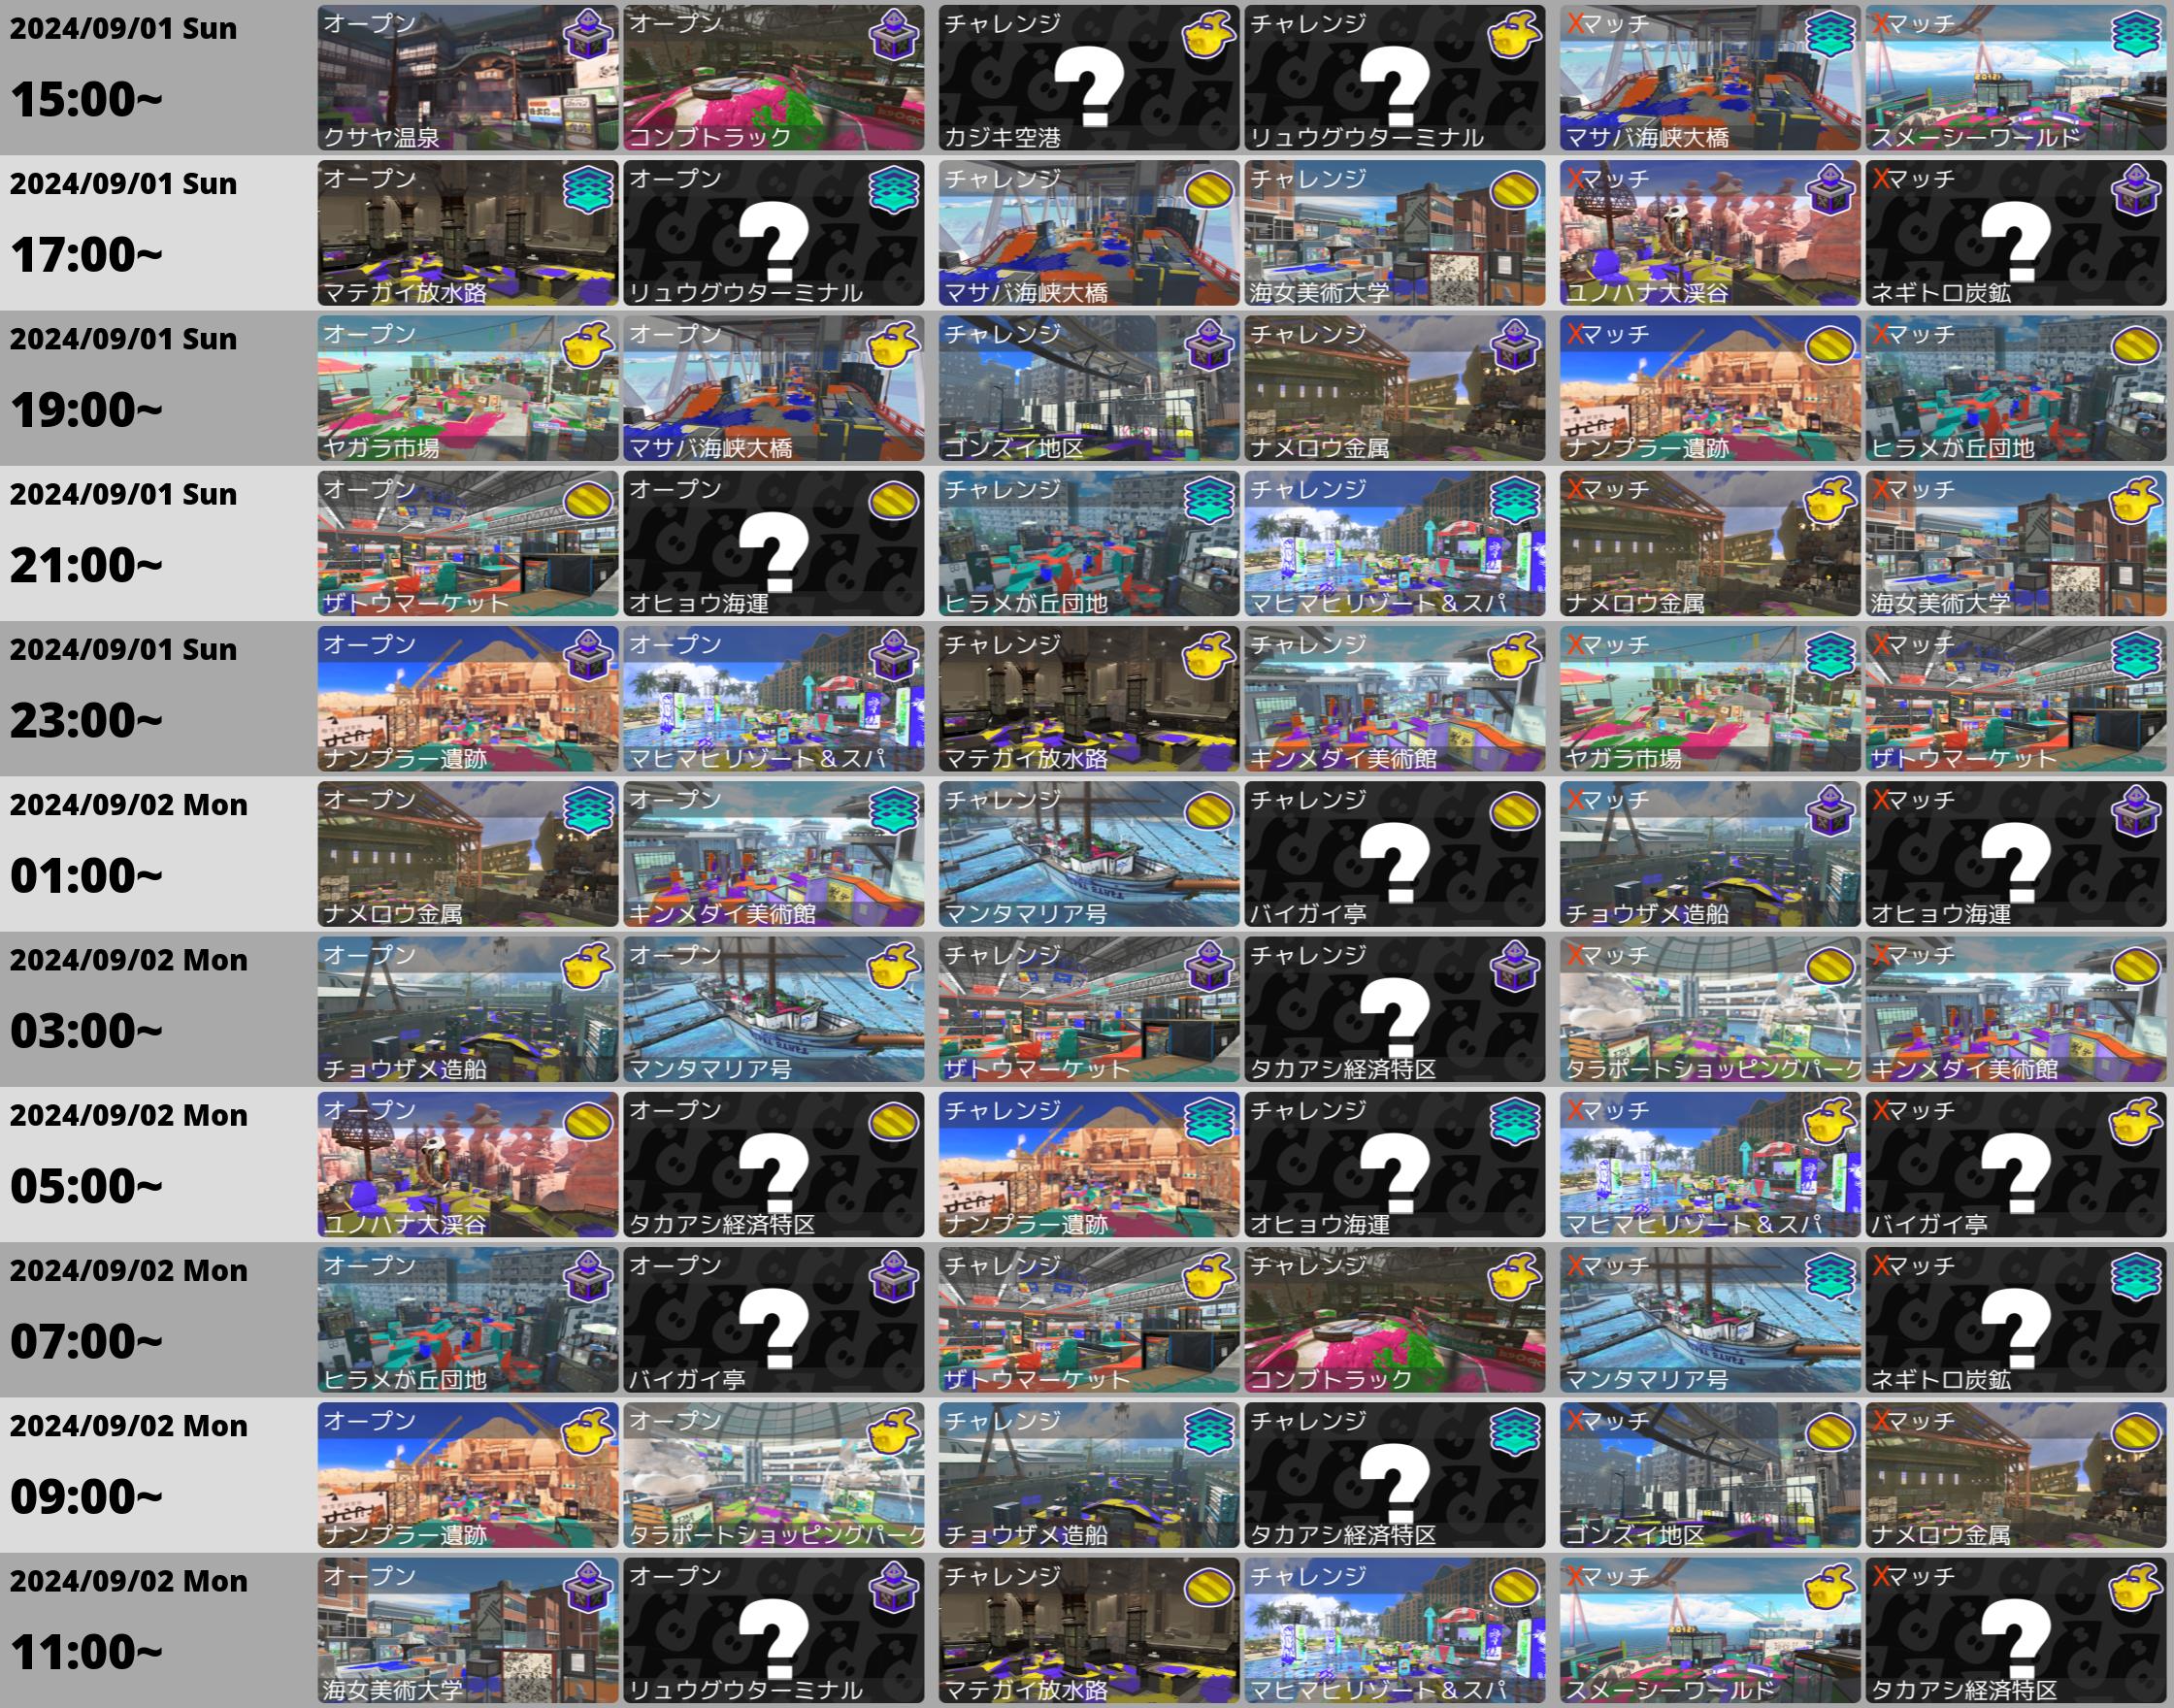 2024/09/01 Sun
15:00~
オープン
クサヤ温泉
オープン
コンブトラック
チャレンジ
カジキ空港
チャレンジ
リュウグウターミナル
Xマッチ
マサバ海峡大橋
Xマッチ
スメーシーワールド
2024/09/01 Sun
17:00~
オープン
マテガイ放水路
オープン
リュウグウターミナル
チャレンジ
マサバ海峡大橋
チャレンジ
海女美術大学
Xマッチ
ユノハナ大渓谷
Xマッチ
ネギトロ炭鉱
2024/09/01 Sun
19:00~
オープン
ヤガラ市場
オープン
マサバ海峡大橋
チャレンジ
ゴンズイ地区
チャレンジ
ナメロウ金属
Xマッチ
ナンプラー遺跡
Xマッチ
ヒラメが丘団地
2024/09/01 Sun
21:00~
オープン
ザトウマーケット
オープン
オヒョウ海運
チャレンジ
ヒラメが丘団地
チャレンジ
マヒマヒリゾート&スパ
Xマッチ
ナメロウ金属
Xマッチ
海女美術大学
2024/09/01 Sun
23:00~
オープン
ナンプラー遺跡
オープン
マヒマヒリゾート&スパ
チャレンジ
マテガイ放水路
チャレンジ
キンメダイ美術館
Xマッチ
ヤガラ市場
Xマッチ
ザトウマーケット
2024/09/02 Mon
01:00~
オープン
ナメロウ金属
オープン
キンメダイ美術館
チャレンジ
マンタマリア号
チャレンジ
バイガイ亭
Xマッチ
チョウザメ造船
Xマッチ
オヒョウ海運
2024/09/02 Mon
03:00~
オープン
チョウザメ造船
オープン
マンタマリア号
チャレンジ
ザトウマーケット
チャレンジ
タカアシ経済特区
Xマッチ
タラポートショッピングパーク
Xマッチ
キンメダイ美術館
2024/09/02 Mon
05:00~
オープン
ユノハナ大渓谷
オープン
タカアシ経済特区
チャレンジ
ナンプラー遺跡
チャレンジ
オヒョウ海運
Xマッチ
マヒマヒリゾート&スパ
Xマッチ
バイガイ亭
2024/09/02 Mon
07:00~
オープン
ヒラメが丘団地
オープン
バイガイ亭
チャレンジ
ザトウマーケット
チャレンジ
コンブトラック
Xマッチ
マンタマリア号
Xマッチ
ネギトロ炭鉱
2024/09/02 Mon
09:00~
オープン
ナンプラー遺跡
オープン
タラポートショッピングパーク
チャレンジ
チョウザメ造船
チャレンジ
タカアシ経済特区
Xマッチ
ゴンズイ地区
Xマッチ
ナメロウ金属
2024/09/02 Mon
11:00~
オープン
海女美術大学
オープン
リュウグウターミナル
チャレンジ
マテガイ放水路
チャレンジ
マヒマヒリゾート&スパ
Xマッチ
スメーシーワールド
Xマッチ
タカアシ経済特区